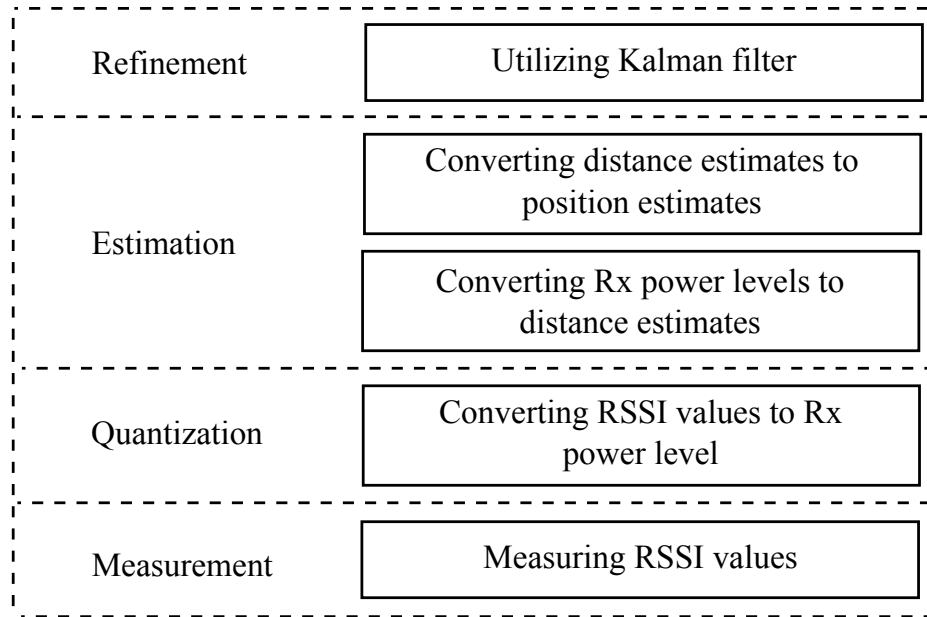 Refinement
Utilizing Kalman filter
Estimation
Converting distance estimates to
position estimates
Converting Rx power levels to
distance estimates
Quantization
Converting RSSI values to Rx
power level
Measurement
Measuring RSSI values